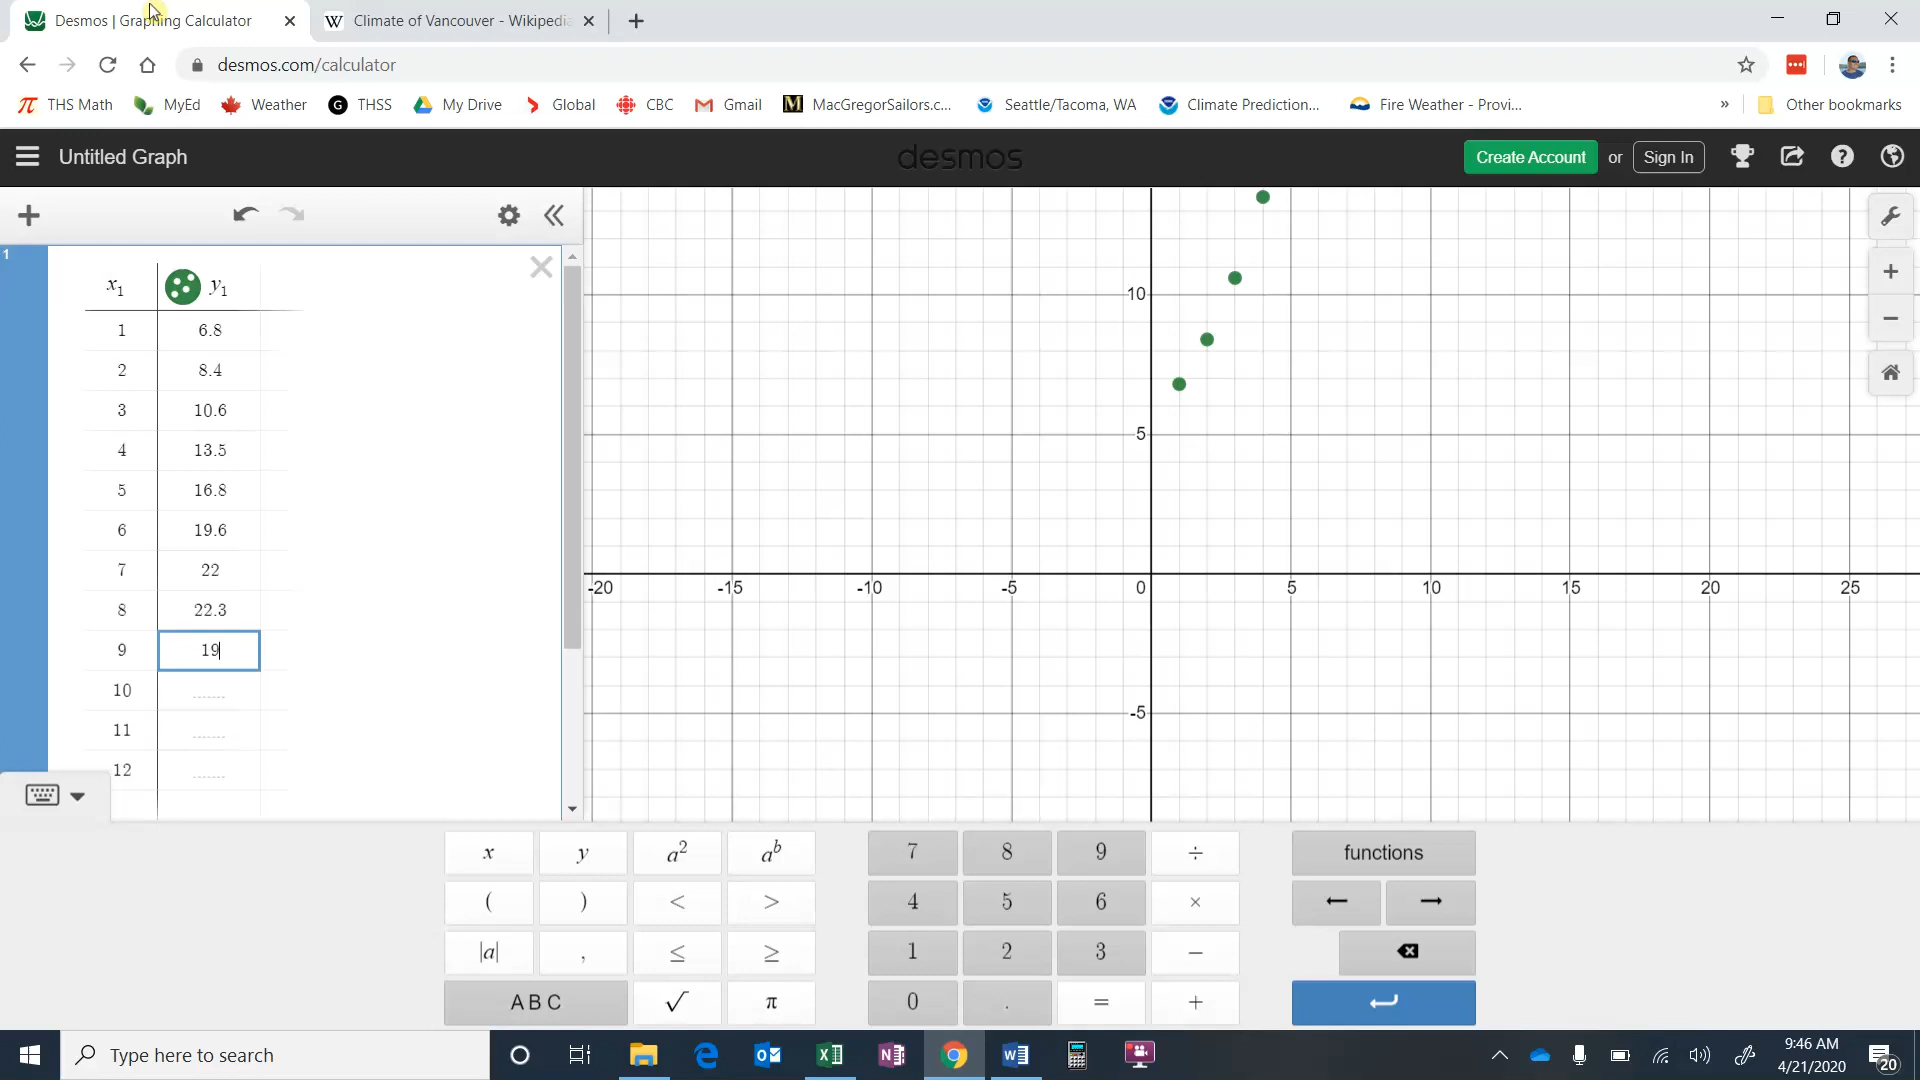 Desmos | Graphing Calculator
Climate of Vancouver - Wikipedi
desmos.com/calculator
THS Math MyEd Weather THSS My Drive Global CBC Gmail MacGregorSailors.c... Seattle/Tacoma, WA Climate Prediction... Fire Weather - Provi... » Other bookmarks
Untitled Graph
desmos
Create Account or Sign In
1
x1 y1
1 6.8
2 8.4
3 10.6
4 13.5
5 16.8
6 19.6
7 22
8 22.3
9 19
10
11
12
10
5
-20 -15 -10 -5 0 5 10 15 20 25
-5
x y a² aᵇ 7 8 9 ÷ functions
( ) < > 4 5 6 × ← →
|a| , ≤ ≥ 1 2 3 −
A B C √ π 0 . = +
Type here to search
9:46 AM
4/21/2020
20